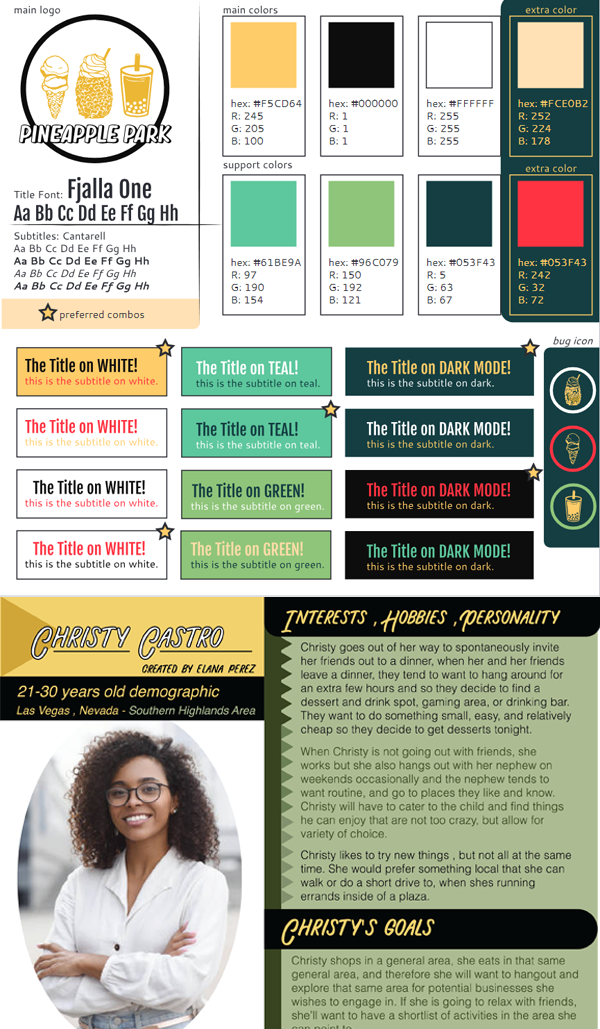 main logo
PINEAPPLE PARK
Title Font: Fjalla One
Aa Bb Cc Dd Ee Ff Gg Hh
Subtitles: Cantarell
Aa Bb Cc Dd Ee Ff Gg Hh
Aa Bb Cc Dd Ee Ff Gg Hh
Aa Bb Cc Dd Ee Ff Gg Hh
Aa Bb Cc Dd Ee Ff Gg Hh
preferred combos
main colors
extra color
hex: #F5CD64
R: 245
G: 205
B: 100
hex: #000000
R: 1
G: 1
B: 1
hex: #FFFFFF
R: 255
G: 255
B: 255
hex: #FCE0B2
R: 252
G: 224
B: 178
support colors
extra color
hex: #61BE9A
R: 97
G: 190
B: 154
hex: #96C079
R: 150
G: 192
B: 121
hex: #053F43
R: 5
G: 63
B: 67
hex: #053F43
R: 242
G: 32
B: 72
The Title on WHITE!
this is the subtitle on white.
The Title on TEAL!
this is the subtitle on teal.
The Title on DARK MODE!
this is the subtitle on dark.
bug icon
The Title on WHITE!
this is the subtitle on white.
The Title on TEAL!
this is the subtitle on teal.
The Title on DARK MODE!
this is the subtitle on dark.
The Title on WHITE!
this is the subtitle on white.
The Title on GREEN!
this is the subtitle on green.
The Title on DARK MODE!
this is the subtitle on dark.
The Title on WHITE!
this is the subtitle on white.
The Title on GREEN!
this is the subtitle on green.
The Title on DARK MODE!
this is the subtitle on dark.
CHRISTY CASTRO
CREATED BY ELANA PEREZ
21-30 years old demographic
Las Vegas , Nevada - Southern Highlands Area
INTERESTS , HOBBIES , PERSONALITY
Christy goes out of her way to spontaneously invite
her friends out to a dinner, when her and her friends
leave a dinner, they tend to want to hang around for
an extra few hours and so they decide to find a
dessert and drink spot, gaming area, or drinking bar.
They want to do something small, easy, and relatively
cheap so they decide to get desserts tonight.
When Christy is not going out with friends, she
works but she also hangs out with her nephew on
weekends occasionally and the nephew tends to
want routine, and go to places they like and know.
Christy will have to cater to the child and find things
he can enjoy that are not too crazy, but allow for
variety of choice.
Christy likes to try new things , but not all at the same
time. She would prefer something local that she can
walk or do a short drive to, when shes running
errands inside of a plaza.
CHRISTY'S GOALS
Christy shops in a general area, she eats in that same
general area, and therefore she will want to hangout and
explore that same area for potential businesses she
wishes to engage in. If she is going to relax with friends,
she'll want to have a shortlist of activities in the area she
can point to